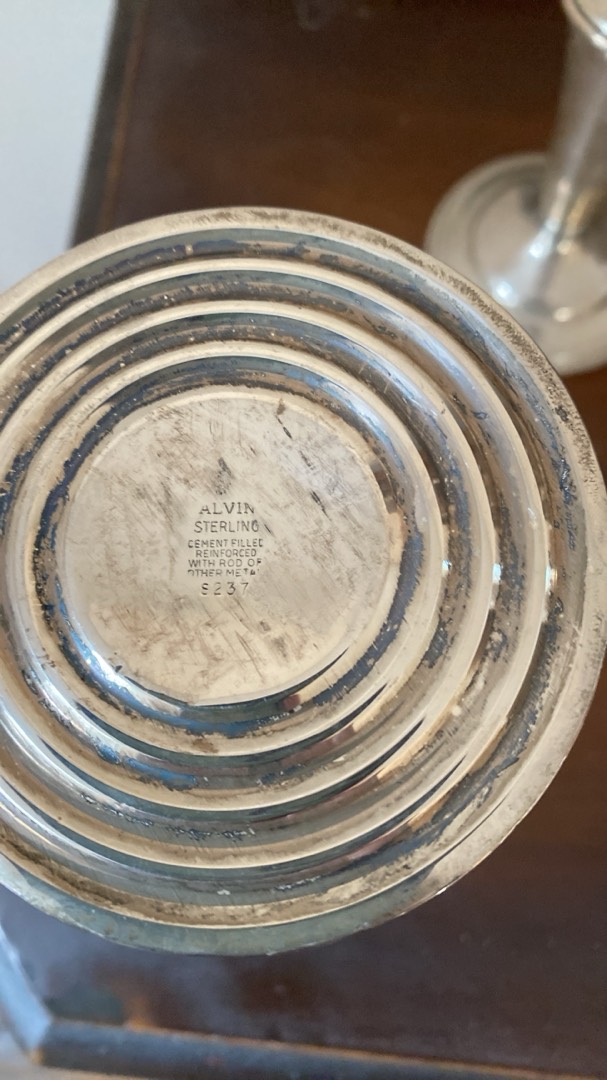 ALVIN
STERLING
CEMENT FILLED
REINFORCED
WITH ROD OF
OTHER METAL
S237